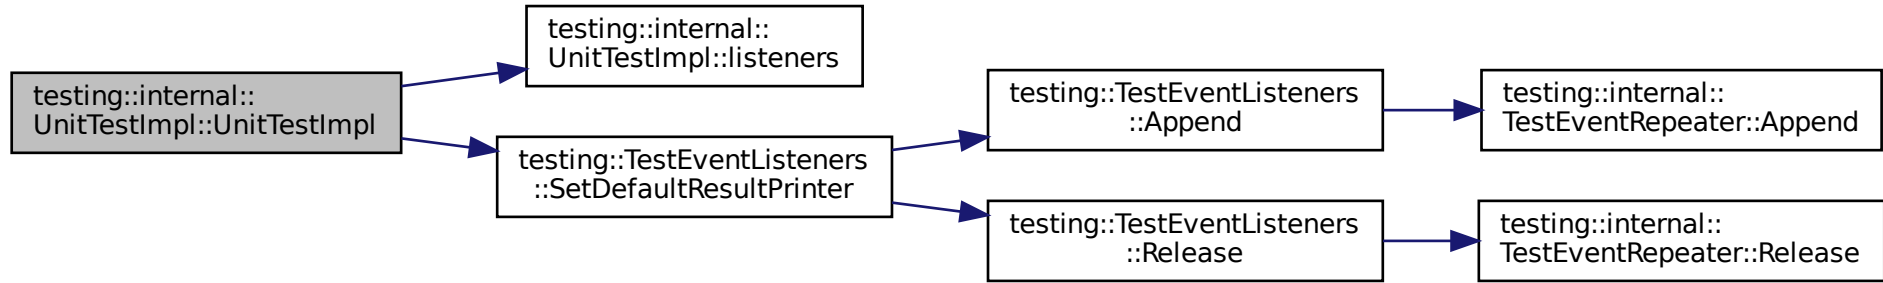 testing::internal::
UnitTestImpl::UnitTestImpl
testing::internal::
UnitTestImpl::listeners
testing::TestEventListeners
::SetDefaultResultPrinter
testing::TestEventListeners
::Append
testing::internal::
TestEventRepeater::Append
testing::TestEventListeners
::Release
testing::internal::
TestEventRepeater::Release